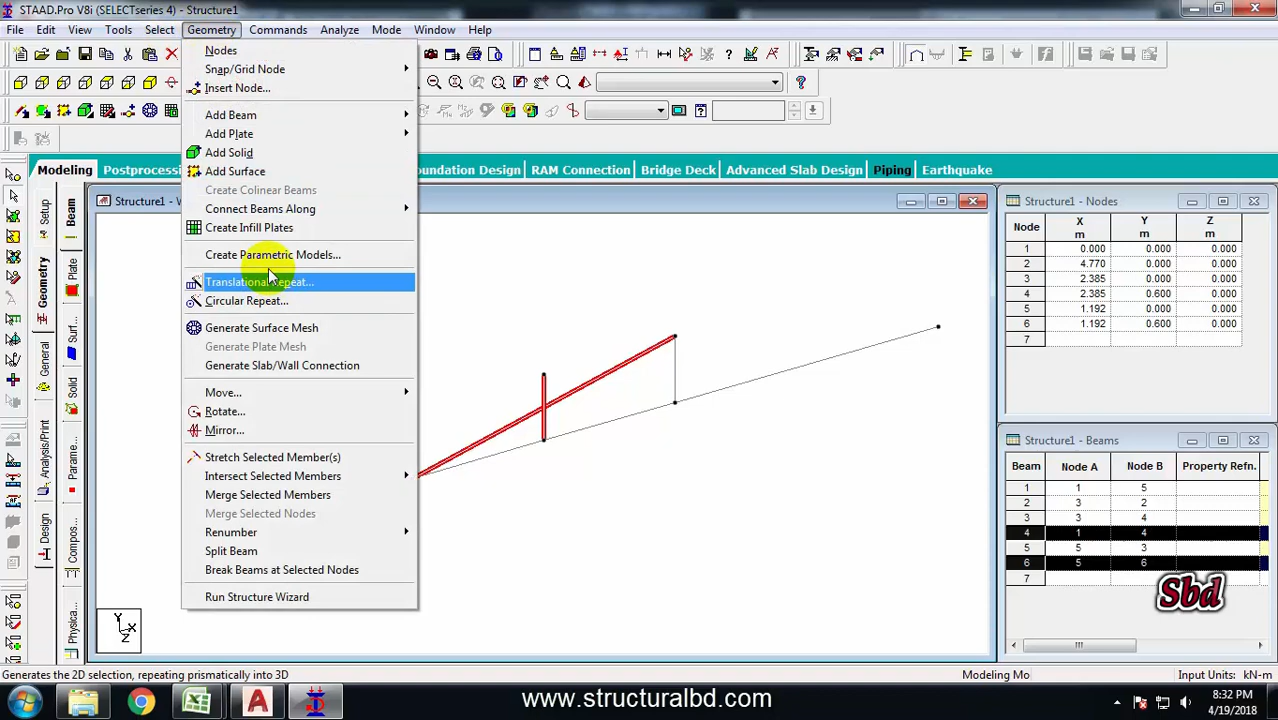 STAAD.Pro V8i (SELECTseries 4) - Structure1
File Edit View Tools Select Geometry Commands Analyze Mode Window Help
Nodes
Snap/Grid Node
Insert Node...
Add Beam
Add Plate
Add Solid
Add Surface
Create Colinear Beams
Connect Beams Along
Create Infill Plates
Create Parametric Models...
Translational Repeat...
Circular Repeat...
Generate Surface Mesh
Generate Plate Mesh
Generate Slab/Wall Connection
Move...
Rotate...
Mirror...
Stretch Selected Member(s)
Intersect Selected Members
Merge Selected Members
Merge Selected Nodes
Renumber
Split Beam
Break Beams at Selected Nodes
Run Structure Wizard
Modeling Postprocess oundation Design RAM Connection Bridge Deck Advanced Slab Design Piping Earthquake
Setup
Geometry
General
Analysis/Print
Design
Beam
Plate
Surf...
Solid
Parame...
Compos...
Physica...
Structure1 - W
Y
X
Z
Structure1 - Nodes
Node X m Y m Z m
1 0.000 0.000 0.000
2 4.770 0.000 0.000
3 2.385 0.000 0.000
4 2.385 0.600 0.000
5 1.192 0.000 0.000
6 1.192 0.600 0.000
7
Structure1 - Beams
Beam Node A Node B Property Refn.
1 1 5
2 3 2
3 3 4
4 1 4
5 5 3
6 5 6
7
Sbd
Generates the 2D selection, repeating prismatically into 3D
Modeling Mo
Input Units: kN-m
www.structuralbd.com
8:32 PM
4/19/2018